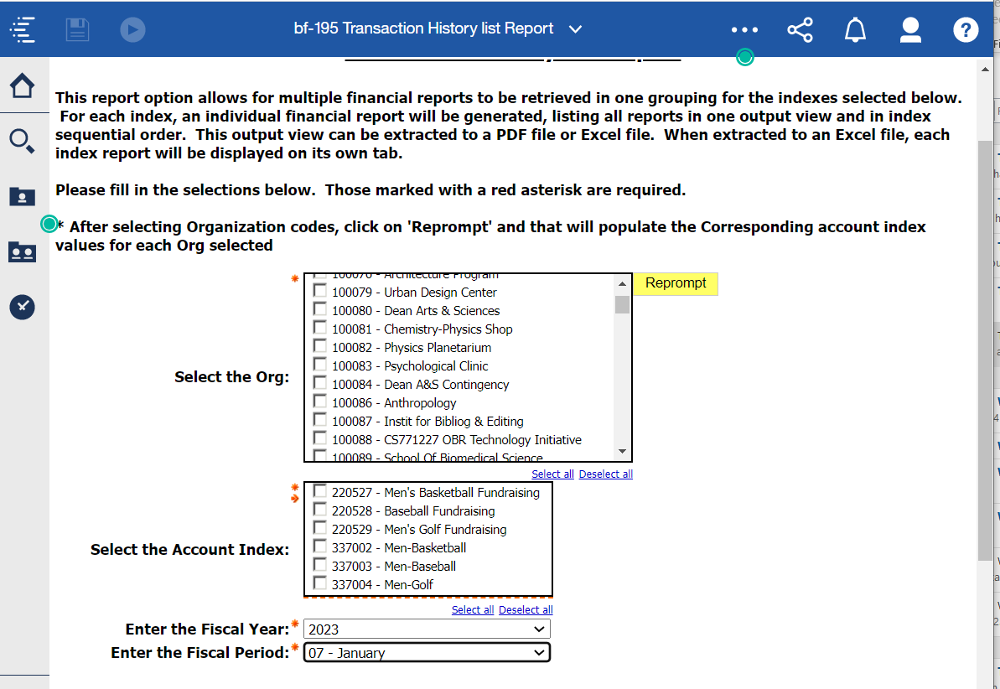 bf-195 Transaction History list Report
This report option allows for multiple financial reports to be retrieved in one grouping for the indexes selected below.
For each index, an individual financial report will be generated, listing all reports in one output view and in index
sequential order.  This output view can be extracted to a PDF file or Excel file.  When extracted to an Excel file, each
index report will be displayed on its own tab.
Please fill in the selections below.  Those marked with a red asterisk are required.
* After selecting Organization codes, click on 'Reprompt' and that will populate the Corresponding account index
values for each Org selected
Select the Org:
100076 - Architecture Program
100079 - Urban Design Center
100080 - Dean Arts & Sciences
100081 - Chemistry-Physics Shop
100082 - Physics Planetarium
100083 - Psychological Clinic
100084 - Dean A&S Contingency
100086 - Anthropology
100087 - Instit for Bibliog & Editing
100088 - CS771227 OBR Technology Initiative
100089 - School Of Biomedical Science
Reprompt
Select all Deselect all
Select the Account Index:
220527 - Men's Basketball Fundraising
220528 - Baseball Fundraising
220529 - Men's Golf Fundraising
337002 - Men-Basketball
337003 - Men-Baseball
337004 - Men-Golf
Select all Deselect all
Enter the Fiscal Year: * 2023
Enter the Fiscal Period: * 07 - January